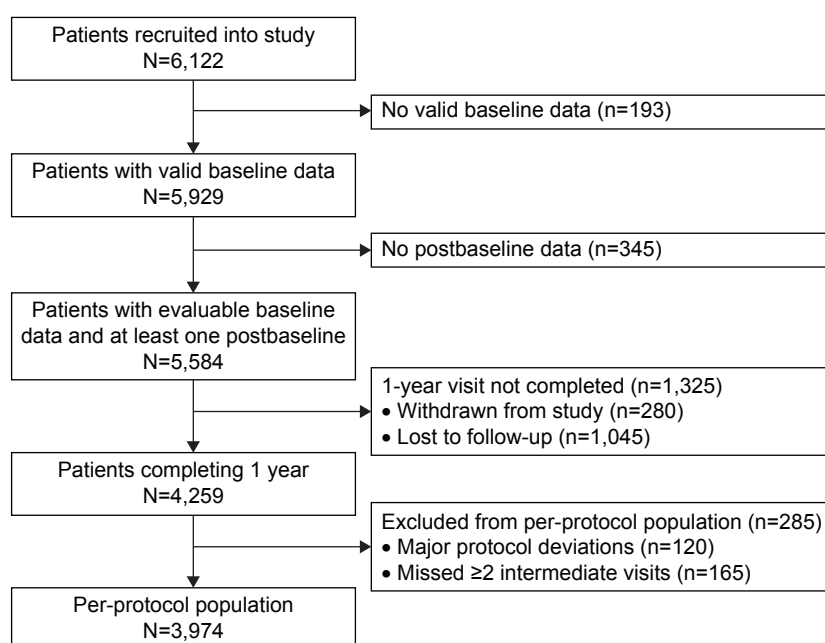 Patients recruited into study
N=6,122
No valid baseline data (n=193)
Patients with valid baseline data
N=5,929
No postbaseline data (n=345)
Patients with evaluable baseline
data and at least one postbaseline
N=5,584
1-year visit not completed (n=1,325)
• Withdrawn from study (n=280)
• Lost to follow-up (n=1,045)
Patients completing 1 year
N=4,259
Excluded from per-protocol population (n=285)
• Major protocol deviations (n=120)
• Missed ≥2 intermediate visits (n=165)
Per-protocol population
N=3,974